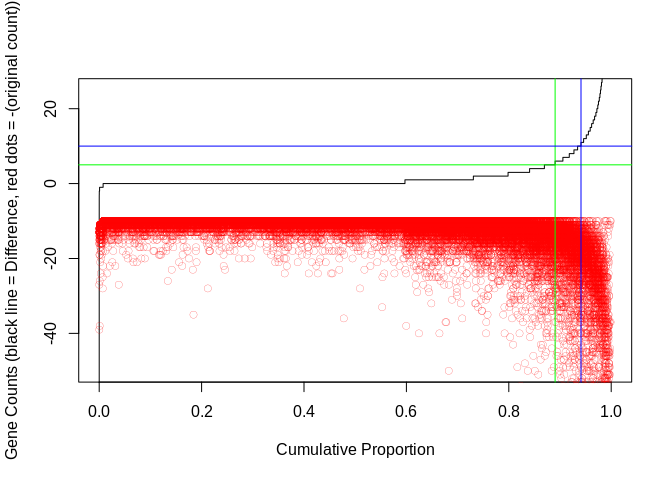 Gene Counts (black line = Difference, red dots = -(original count))
20
0
-20
-40
0.0 0.2 0.4 0.6 0.8 1.0
Cumulative Proportion